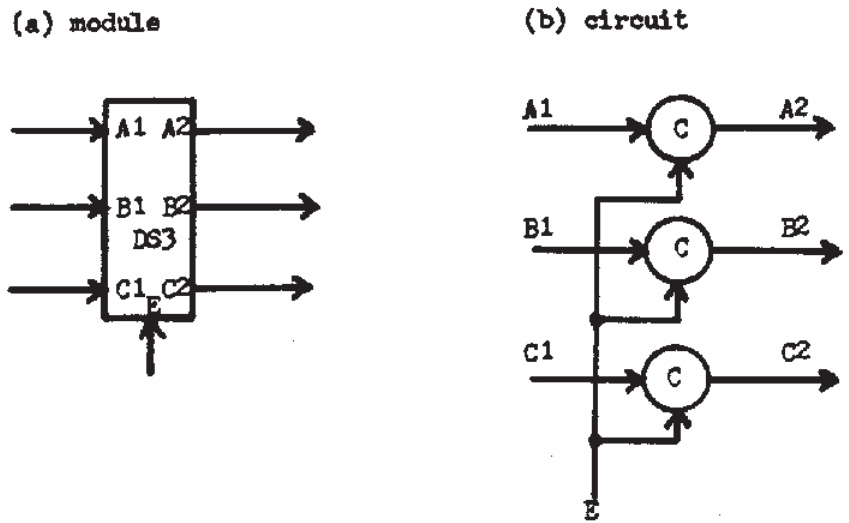 (a) module
(b) circuit
A1 A2
B1 B2
DS3
C1 C2
E
A1
C
A2
B1
C
B2
C1
C
C2
E